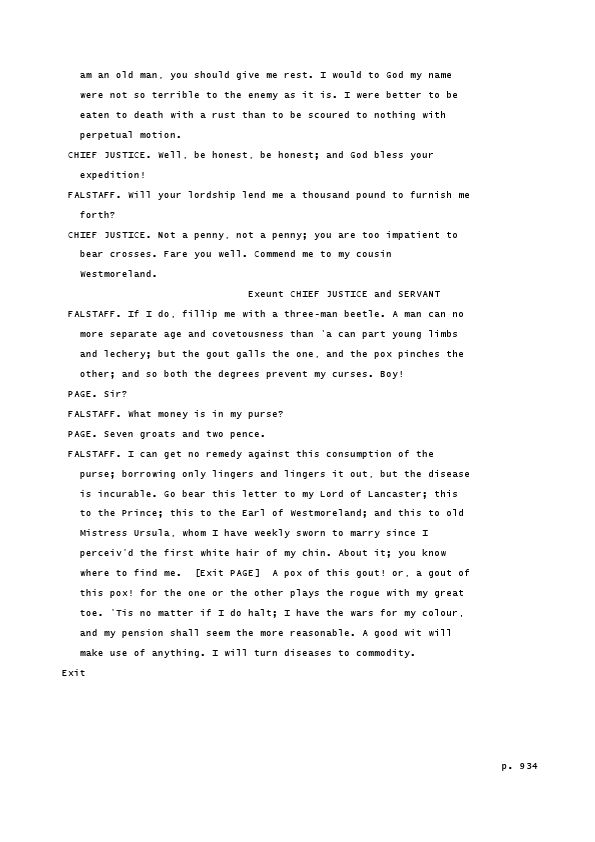 am an old man, you should give me rest. I would to God my name
were not so terrible to the enemy as it is. I were better to be
eaten to death with a rust than to be scoured to nothing with
perpetual motion.
CHIEF JUSTICE. Well, be honest, be honest; and God bless your
expedition!
FALSTAFF. Will your lordship lend me a thousand pound to furnish me
forth?
CHIEF JUSTICE. Not a penny, not a penny; you are too impatient to
bear crosses. Fare you well. Commend me to my cousin
Westmoreland.
Exeunt CHIEF JUSTICE and SERVANT
FALSTAFF. If I do, fillip me with a three-man beetle. A man can no
more separate age and covetousness than 'a can part young limbs
and lechery; but the gout galls the one, and the pox pinches the
other; and so both the degrees prevent my curses. Boy!
PAGE. Sir?
FALSTAFF. What money is in my purse?
PAGE. Seven groats and two pence.
FALSTAFF. I can get no remedy against this consumption of the
purse; borrowing only lingers and lingers it out, but the disease
is incurable. Go bear this letter to my Lord of Lancaster; this
to the Prince; this to the Earl of Westmoreland; and this to old
Mistress Ursula, whom I have weekly sworn to marry since I
perceiv'd the first white hair of my chin. About it; you know
where to find me.  [Exit PAGE]  A pox of this gout! or, a gout of
this pox! for the one or the other plays the rogue with my great
toe. 'Tis no matter if I do halt; I have the wars for my colour,
and my pension shall seem the more reasonable. A good wit will
make use of anything. I will turn diseases to commodity.
Exit
p. 934